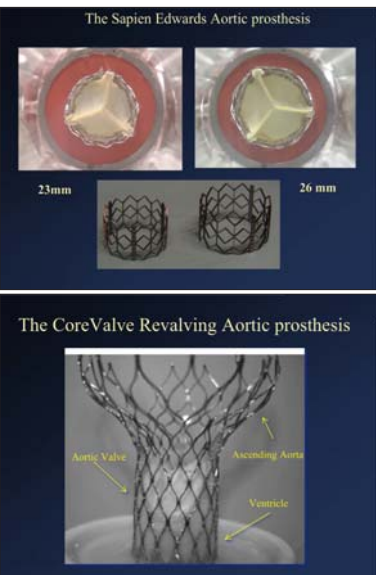 The Sapien Edwards Aortic prosthesis
23mm
26 mm
The CoreValve Revalving Aortic prosthesis
Aortic Valve
Ascending Aorta
Ventricle